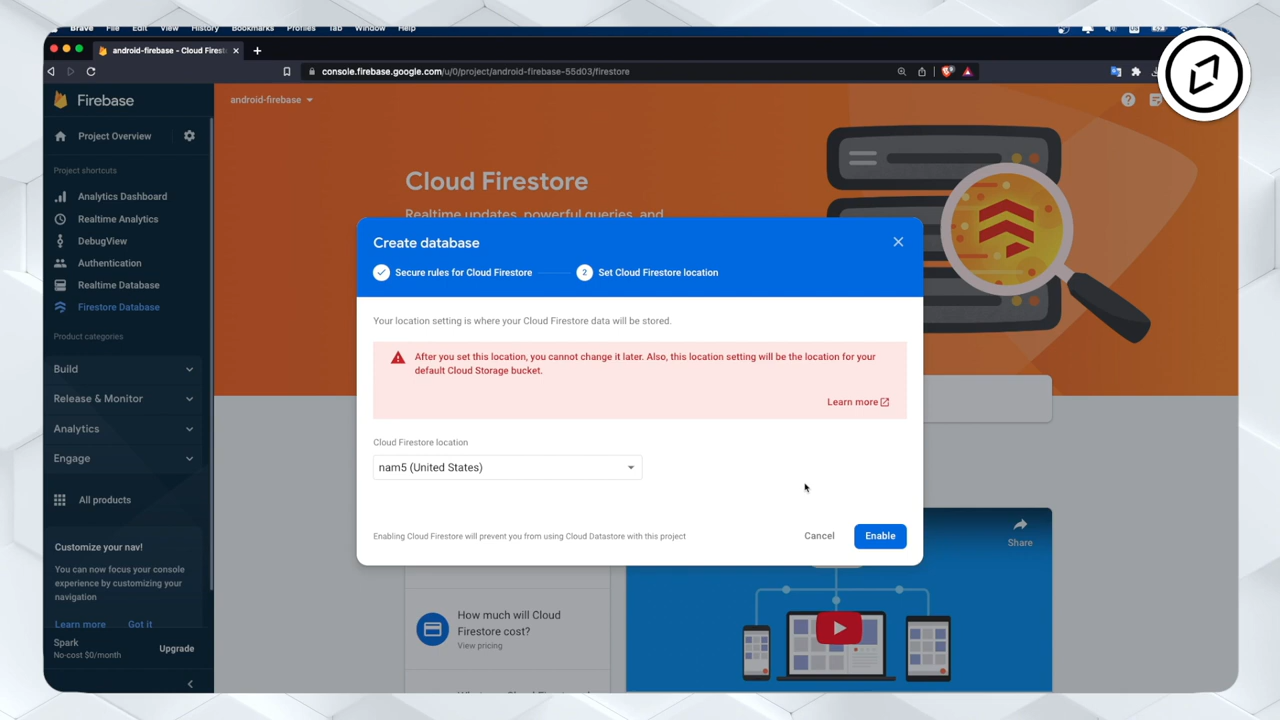 Brave File Edit View History Bookmarks Profiles Tab Window Help
android-firebase - Cloud Firest
console.firebase.google.com/u/0/project/android-firebase-55d03/firestore
Firebase
android-firebase
Project Overview
Project shortcuts
Analytics Dashboard
Realtime Analytics
DebugView
Authentication
Realtime Database
Firestore Database
Product categories
Build
Release & Monitor
Analytics
Engage
All products
Customize your nav!
You can now focus your console
experience by customizing your
navigation
Learn more Got it
Spark
No-cost $0/month
Upgrade
Cloud Firestore
Realtime updates, powerful queries, and
Create database
Secure rules for Cloud Firestore
2 Set Cloud Firestore location
Your location setting is where your Cloud Firestore data will be stored.
After you set this location, you cannot change it later. Also, this location setting will be the location for your
default Cloud Storage bucket.
Learn more
Cloud Firestore location
nam5 (United States)
Enabling Cloud Firestore will prevent you from using Cloud Datastore with this project
Cancel
Enable
Share
How much will Cloud
Firestore cost?
View pricing